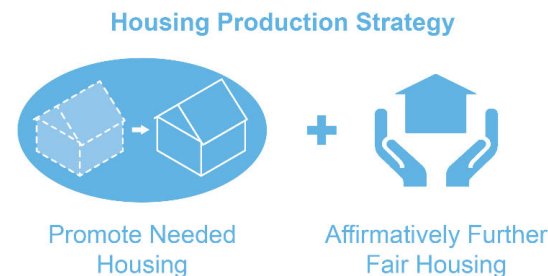 Housing Production Strategy
Promote Needed
Housing
Affirmatively Further
Fair Housing